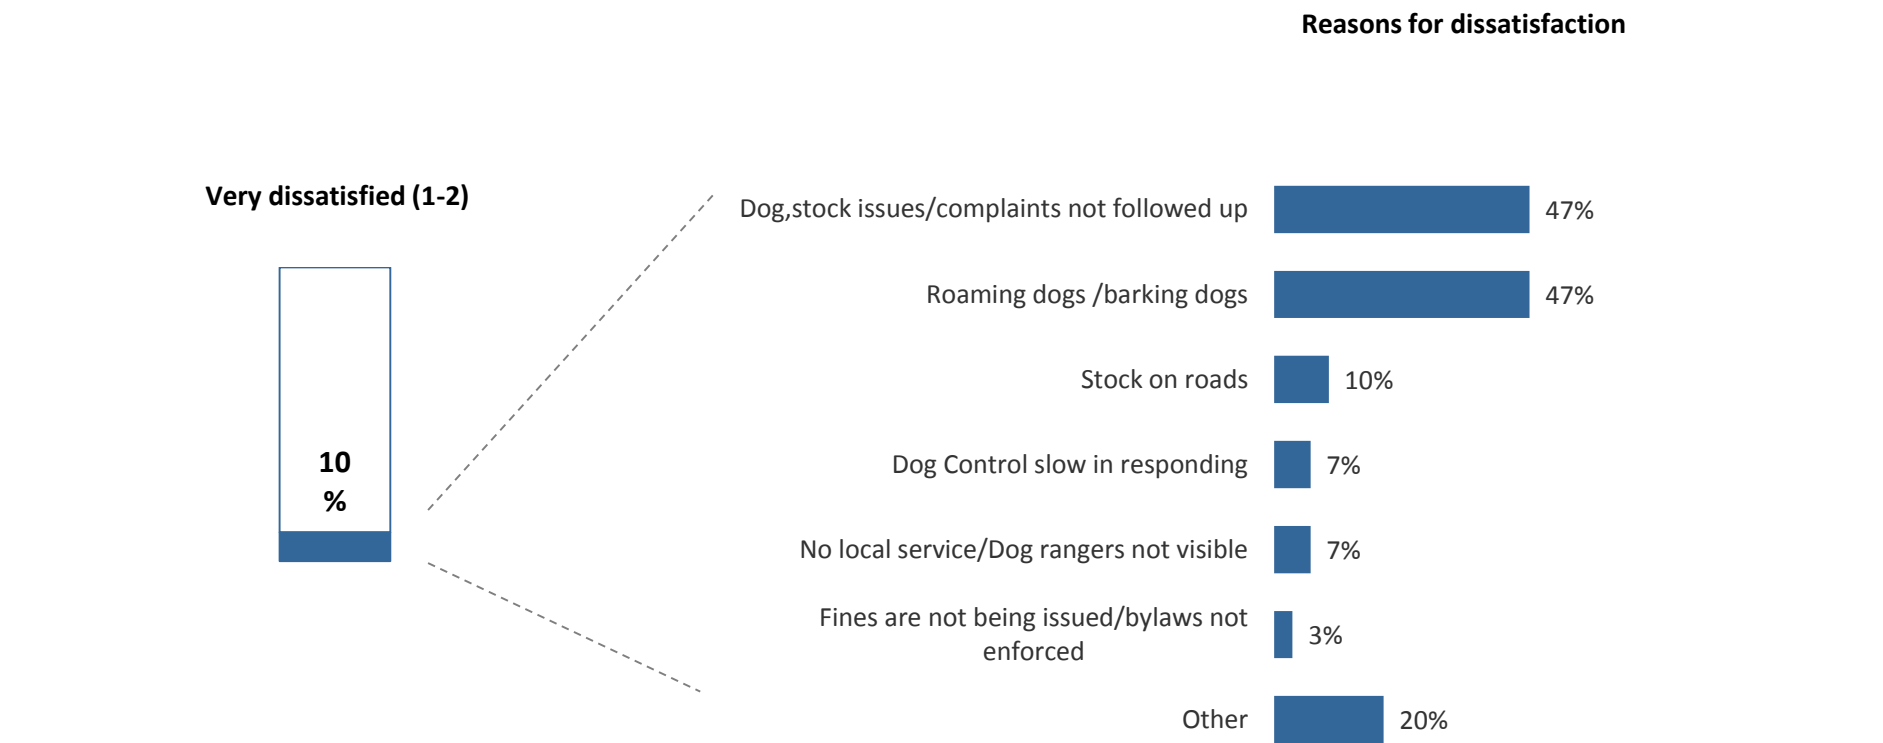 Reasons for dissatisfaction
Very dissatisfied (1-2)
10
%
Dog,stock issues/complaints not followed up
47%
Roaming dogs /barking dogs
47%
Stock on roads
10%
Dog Control slow in responding
7%
No local service/Dog rangers not visible
7%
Fines are not being issued/bylaws not
enforced
3%
Other
20%